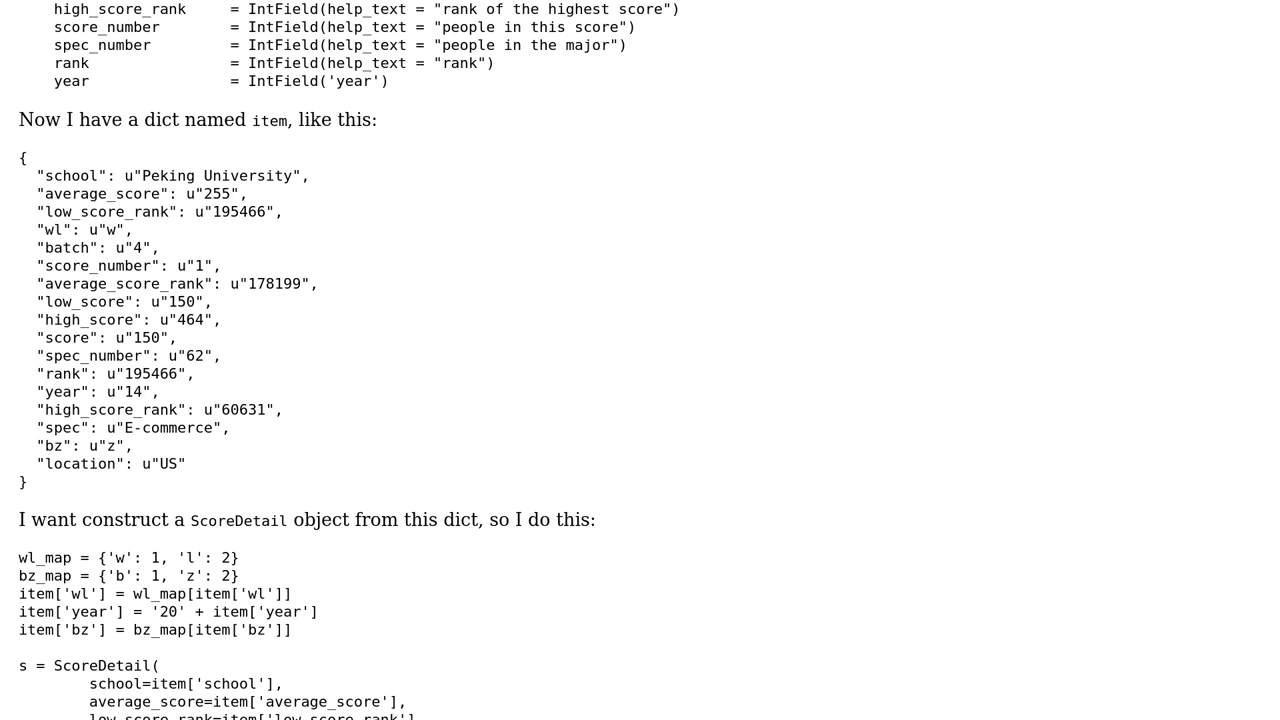 high_score_rank     = IntField(help_text = "rank of the highest score")
score_number        = IntField(help_text = "people in this score")
spec_number         = IntField(help_text = "people in the major")
rank                = IntField(help_text = "rank")
year                = IntField('year')
Now I have a dict named item, like this:
{
  "school": u"Peking University",
  "average_score": u"255",
  "low_score_rank": u"195466",
  "wl": u"w",
  "batch": u"4",
  "score_number": u"1",
  "average_score_rank": u"178199",
  "low_score": u"150",
  "high_score": u"464",
  "score": u"150",
  "spec_number": u"62",
  "rank": u"195466",
  "year": u"14",
  "high_score_rank": u"60631",
  "spec": u"E-commerce",
  "bz": u"z",
  "location": u"US"
}
I want construct a ScoreDetail object from this dict, so I do this:
wl_map = {'w': 1, 'l': 2}
bz_map = {'b': 1, 'z': 2}
item['wl'] = wl_map[item['wl']]
item['year'] = '20' + item['year']
item['bz'] = bz_map[item['bz']]
s = ScoreDetail(
        school=item['school'],
        average_score=item['average_score'],
        low_score_rank=item['low_score_rank']